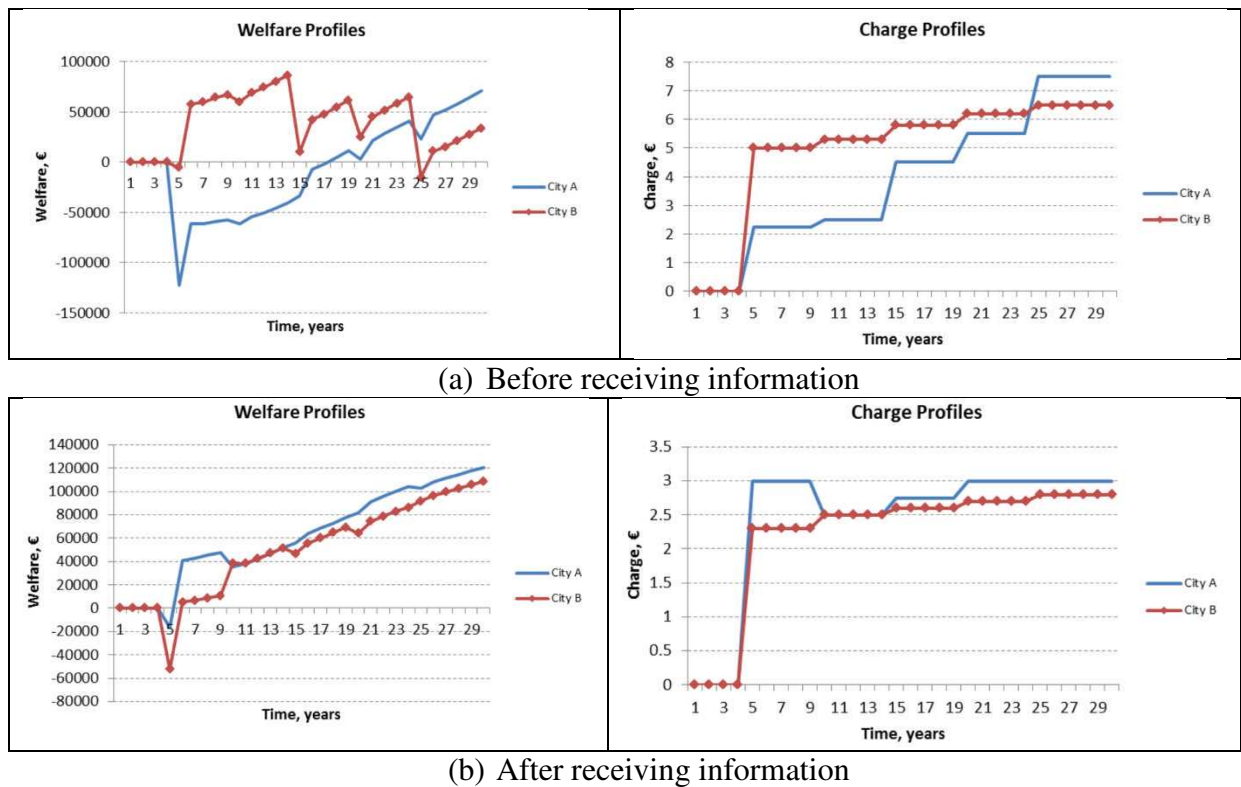 Welfare Profiles
100000
50000
0
-50000
-100000
-150000
Welfare, €
1 3 5 7 9 11 13 15 17 19 21 23 25 27 29
Time, years
City A
City B
Charge Profiles
8
7
6
5
4
3
2
1
0
Charge, €
1 3 5 7 9 11 13 15 17 19 21 23 25 27 29
Time, years
City A
City B
(a) Before receiving information
Welfare Profiles
140000
120000
100000
80000
60000
40000
20000
0
-20000
-40000
-60000
-80000
Welfare, €
1 3 5 7 9 11 13 15 17 19 21 23 25 27 29
Time, years
City A
City B
Charge Profiles
3.5
3
2.5
2
1.5
1
0.5
0
Charge, €
1 3 5 7 9 11 13 15 17 19 21 23 25 27 29
Time, years
City A
City B
(b) After receiving information